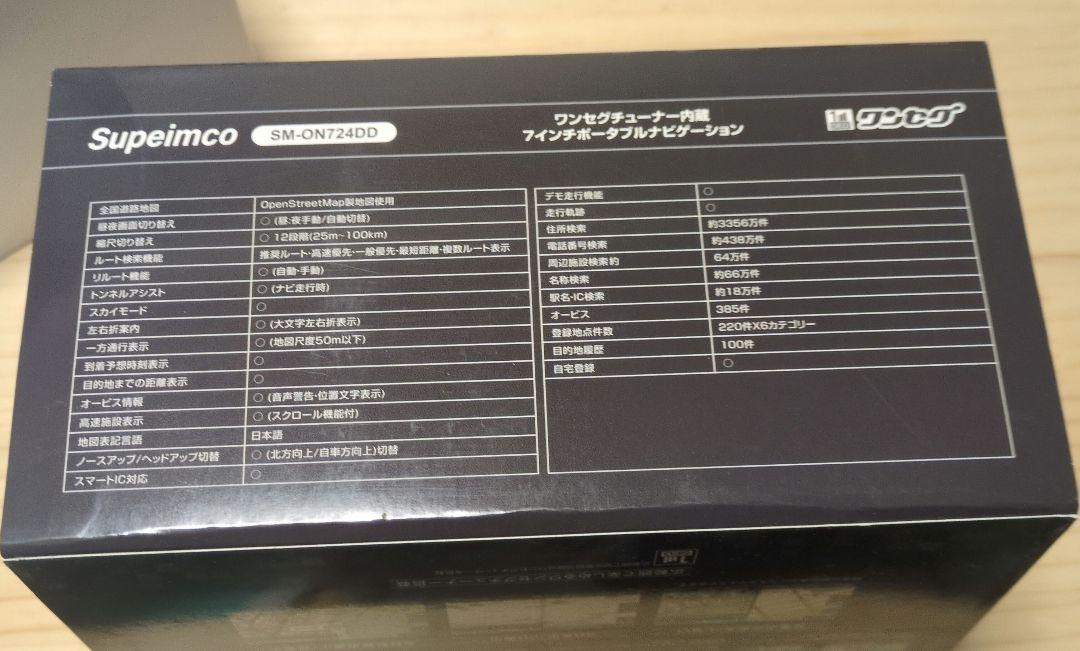 Supeimco SM-ON724DD
ワンセグチューナー内蔵
7インチポータブルナビゲーション
ワンセグ
全国道路地図 OpenStreetMap製地図使用
昼夜画面切り替え ○ (昼:夜手動/自動切替)
縮尺切り替え ○ 12段階(25m~100km)
ルート検索機能 推奨ルート・高速優先・一般優先・最短距離・複数ルート表示
リルート機能 ○ (自動・手動)
トンネルアシスト ○ (ナビ走行時)
スカイモード ○
左右折案内 ○ (大文字左右折表示)
一方通行表示 ○ (地図尺度50m以下)
到着予想時刻表示 ○
目的地までの距離表示 ○
オービス情報 ○ (音声警告・位置文字表示)
高速施設表示 ○ (スクロール機能付)
地図表記言語 日本語
ノースアップ/ヘッドアップ切替 ○ (北方向上/自車方向上)切替
スマートIC対応 ○
デモ走行機能 ○
走行軌跡 ○
住所検索 約3356万件
電話番号検索 約438万件
周辺施設検索約 64万件
名称検索 約66万件
駅名・IC検索 約18万件
オービス 385件
登録地点件数 220件X6カテゴリー
目的地履歴 100件
自宅登録 ○